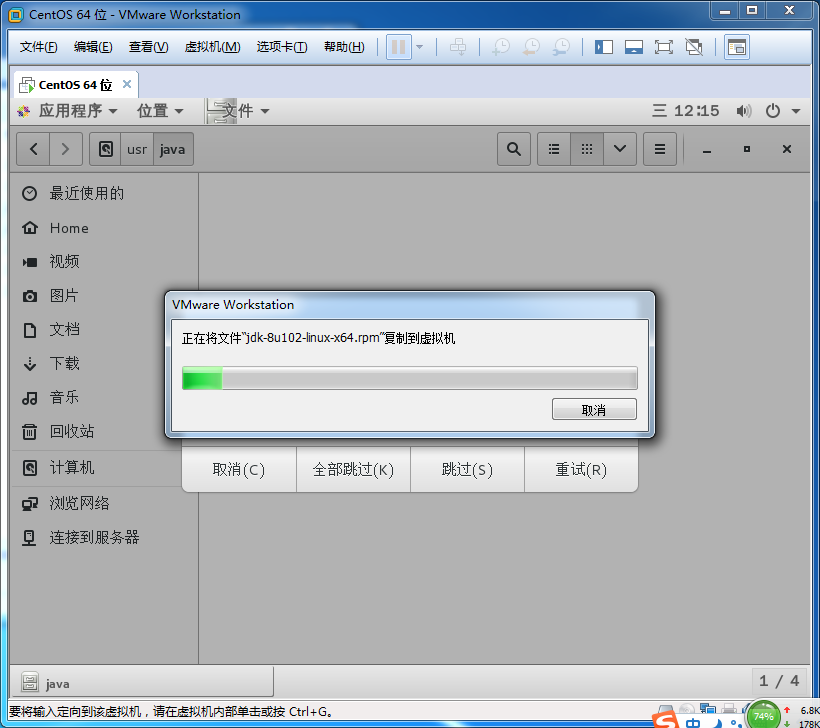 CentOS 64 位 - VMware Workstation
文件(F) 编辑(E) 查看(V) 虚拟机(M) 选项卡(T) 帮助(H)
CentOS 64 位
应用程序 位置 文件 三 12:15
usr java
最近使用的
Home
视频
图片
文档
下载
音乐
回收站
计算机
浏览网络
连接到服务器
VMware Workstation
正在将文件“jdk-8u102-linux-x64.rpm”复制到虚拟机
取消
取消(C) 全部跳过(K) 跳过(S) 重试(R)
java 1 / 4
要将输入定向到该虚拟机，请在虚拟机内部单击或按 Ctrl+G。
中 74% 6.8K
178K